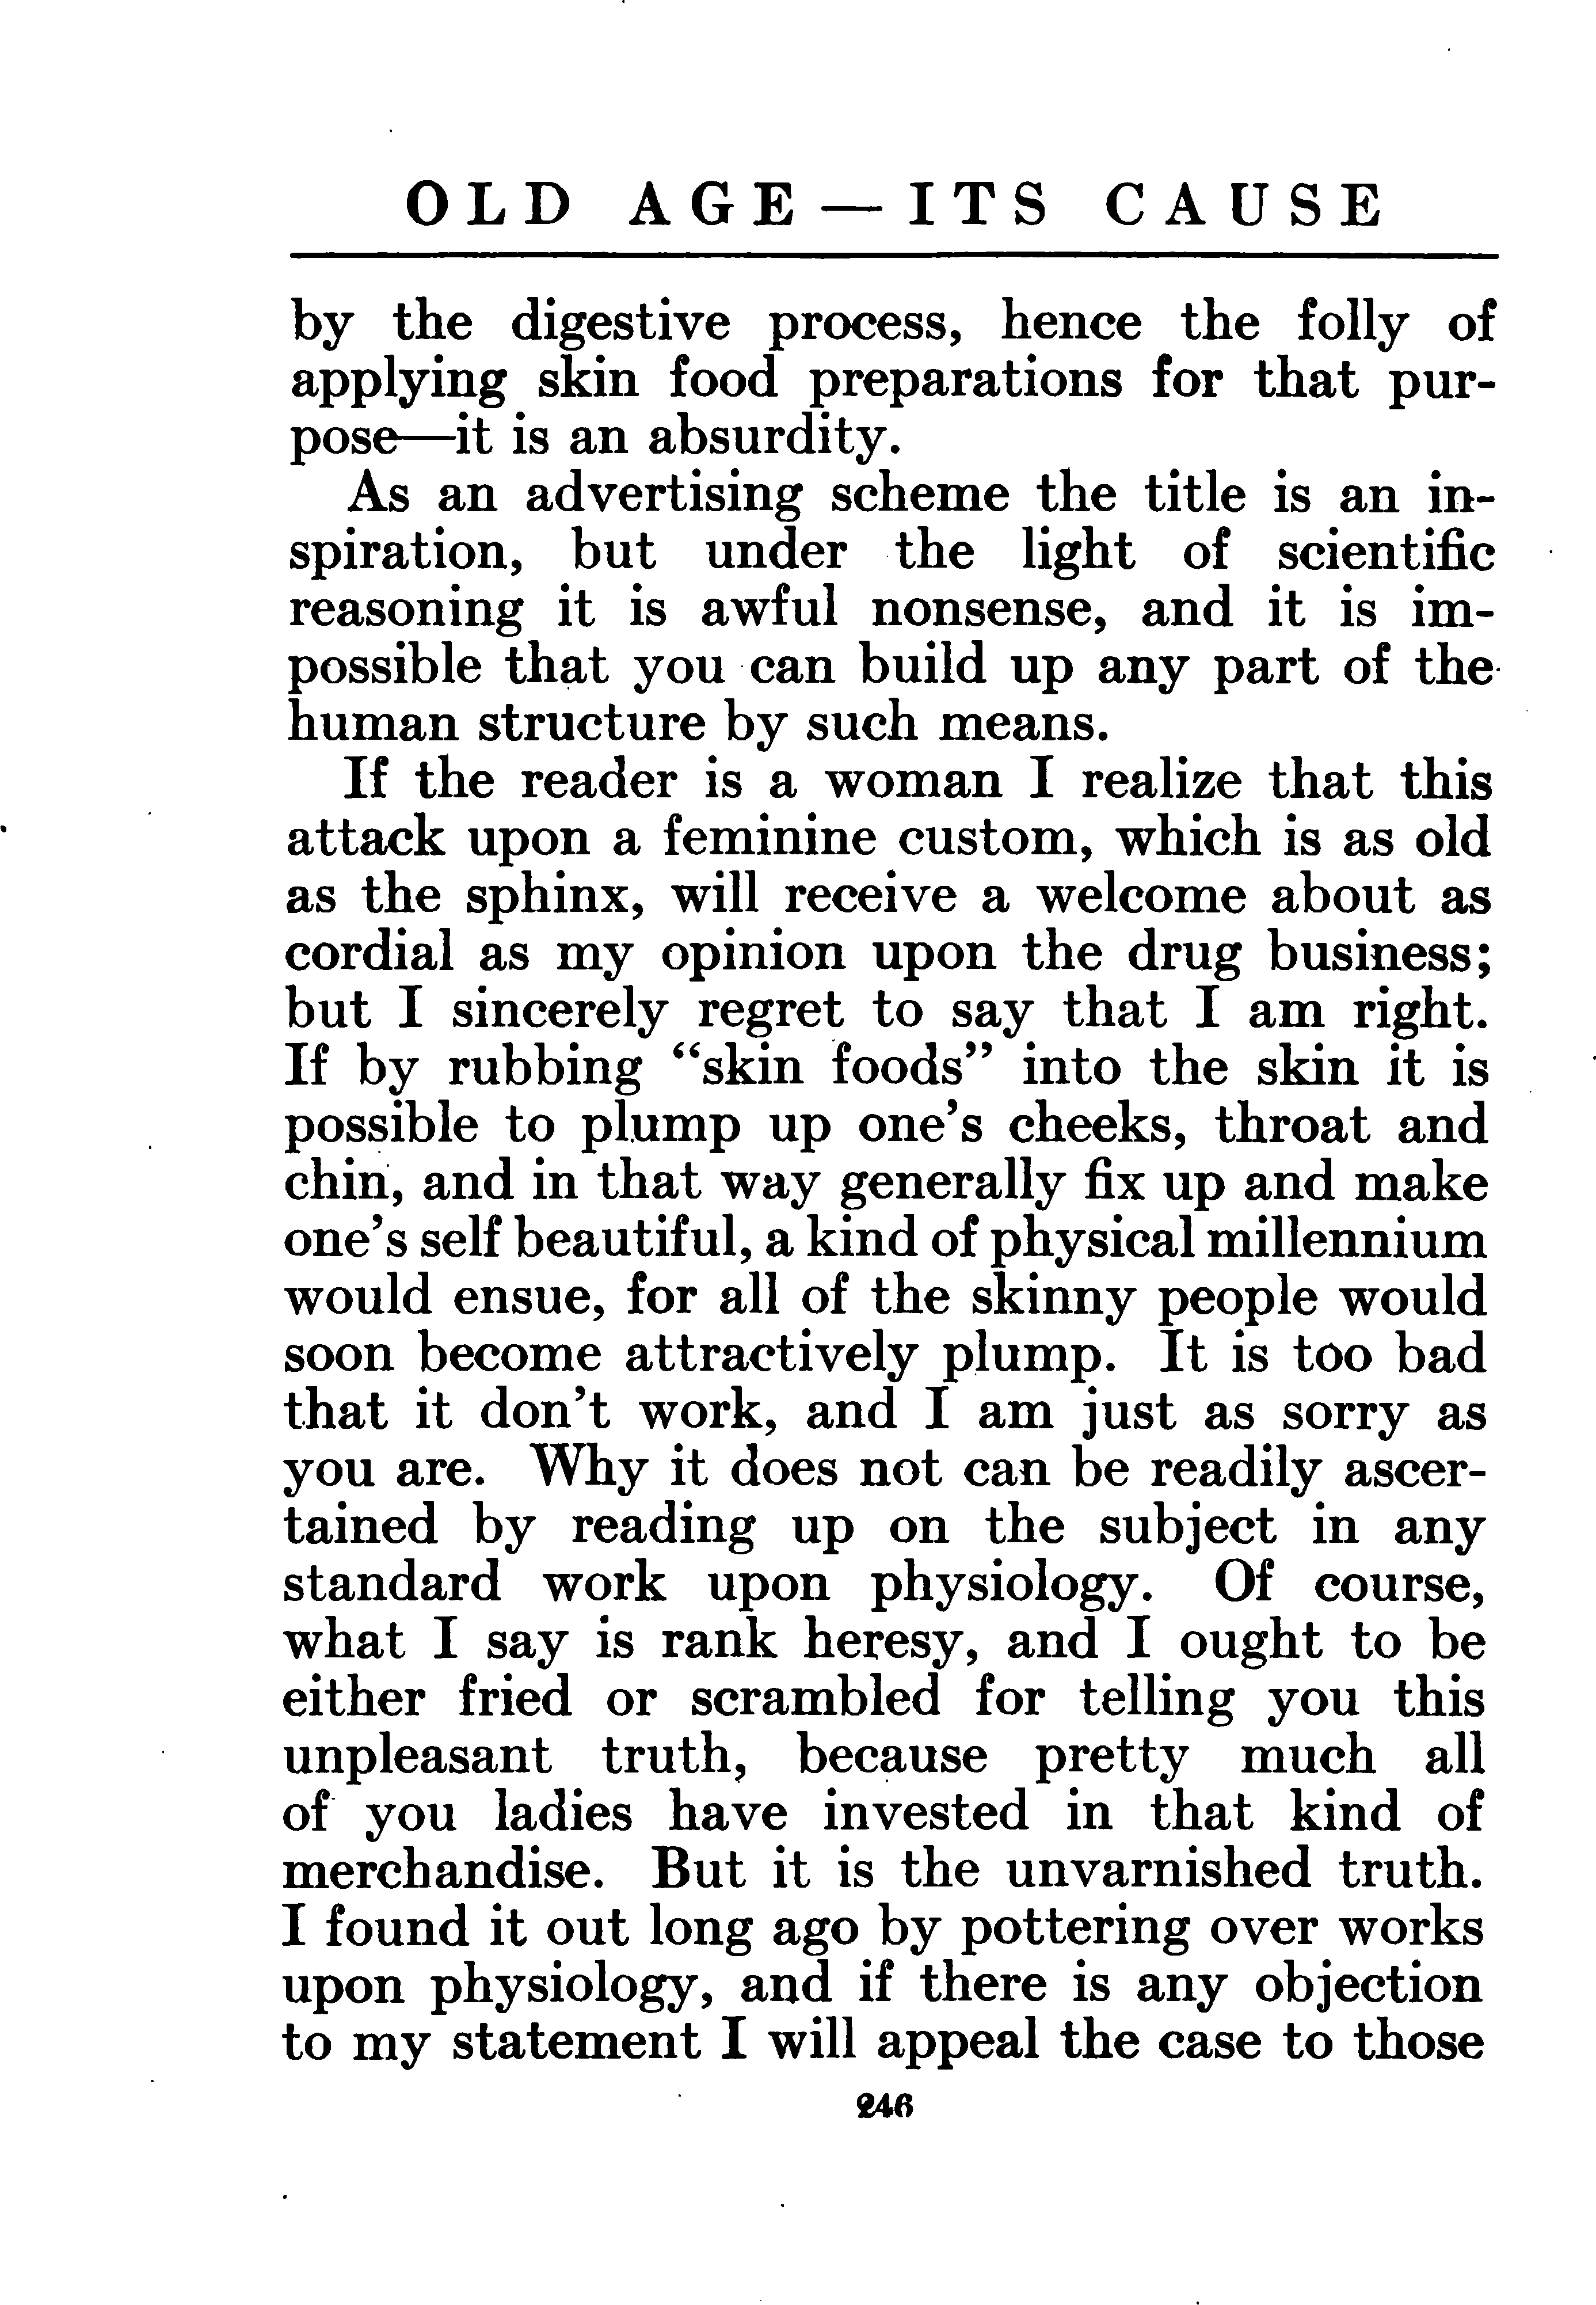 OLD AGE—ITS CAUSE
by the digestive process, hence the folly of
applying skin food preparations for that pur-
pose—it is an absurdity.
As an advertising scheme the title is an in-
spiration, but under the light of scientific
reasoning it is awful nonsense, and it is im-
possible that you can build up any part of the
human structure by such means.
If the reader is a woman I realize that this
attack upon a feminine custom, which is as old
as the sphinx, will receive a welcome about as
cordial as my opinion upon the drug business;
but I sincerely regret to say that I am right.
If by rubbing “skin foods” into the skin it is
possible to plump up one’s cheeks, throat and
chin, and in that way generally fix up and make
one’s self beautiful, a kind of physical millennium
would ensue, for all of the skinny people would
soon become attractively plump. It is too bad
that it don’t work, and I am just as sorry as
you are. Why it does not can be readily ascer-
tained by reading up on the subject in any
standard work upon physiology. Of course,
what I say is rank heresy, and I ought to be
either fried or scrambled for telling you this
unpleasant truth, because pretty much all
of you ladies have invested in that kind of
merchandise. But it is the unvarnished truth.
I found it out long ago by pottering over works
upon physiology, and if there is any objection
to my statement I will appeal the case to those
246